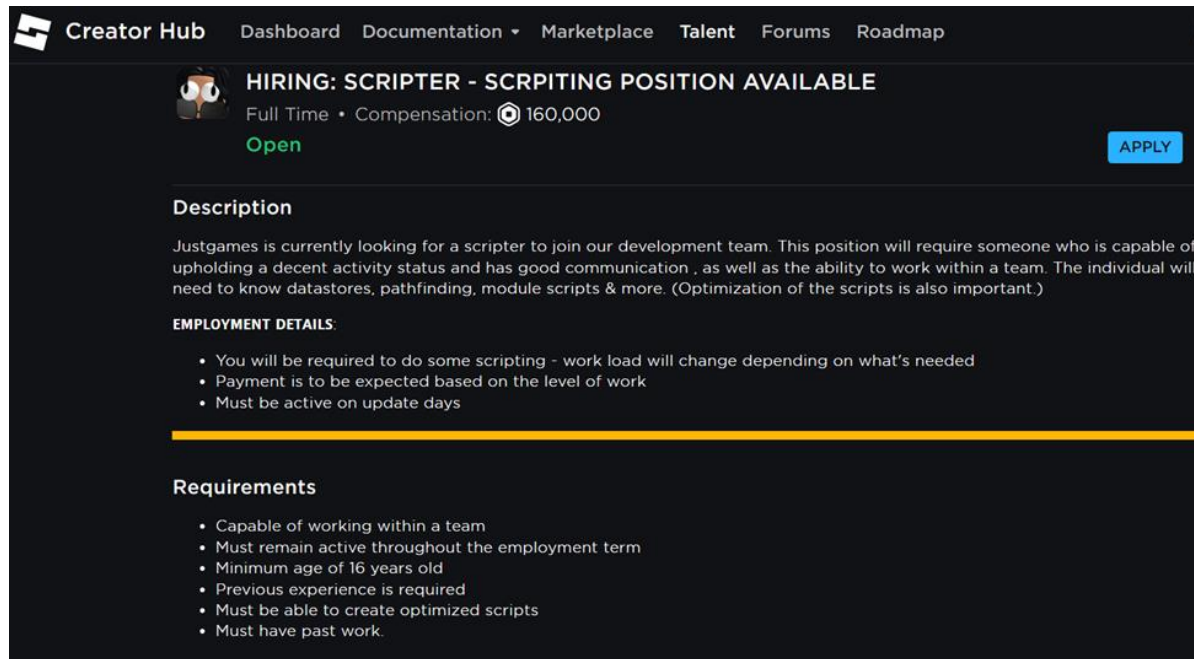 Creator Hub Dashboard Documentation Marketplace Talent Forums Roadmap
HIRING: SCRIPTER - SCRPITING POSITION AVAILABLE
Full Time • Compensation: 160,000
Open
APPLY
Description
Justgames is currently looking for a scripter to join our development team. This position will require someone who is capable of
upholding a decent activity status and has good communication , as well as the ability to work within a team. The individual will
need to know datastores, pathfinding, module scripts & more. (Optimization of the scripts is also important.)
EMPLOYMENT DETAILS:
• You will be required to do some scripting - work load will change depending on what's needed
• Payment is to be expected based on the level of work
• Must be active on update days
Requirements
• Capable of working within a team
• Must remain active throughout the employment term
• Minimum age of 16 years old
• Previous experience is required
• Must be able to create optimized scripts
• Must have past work.